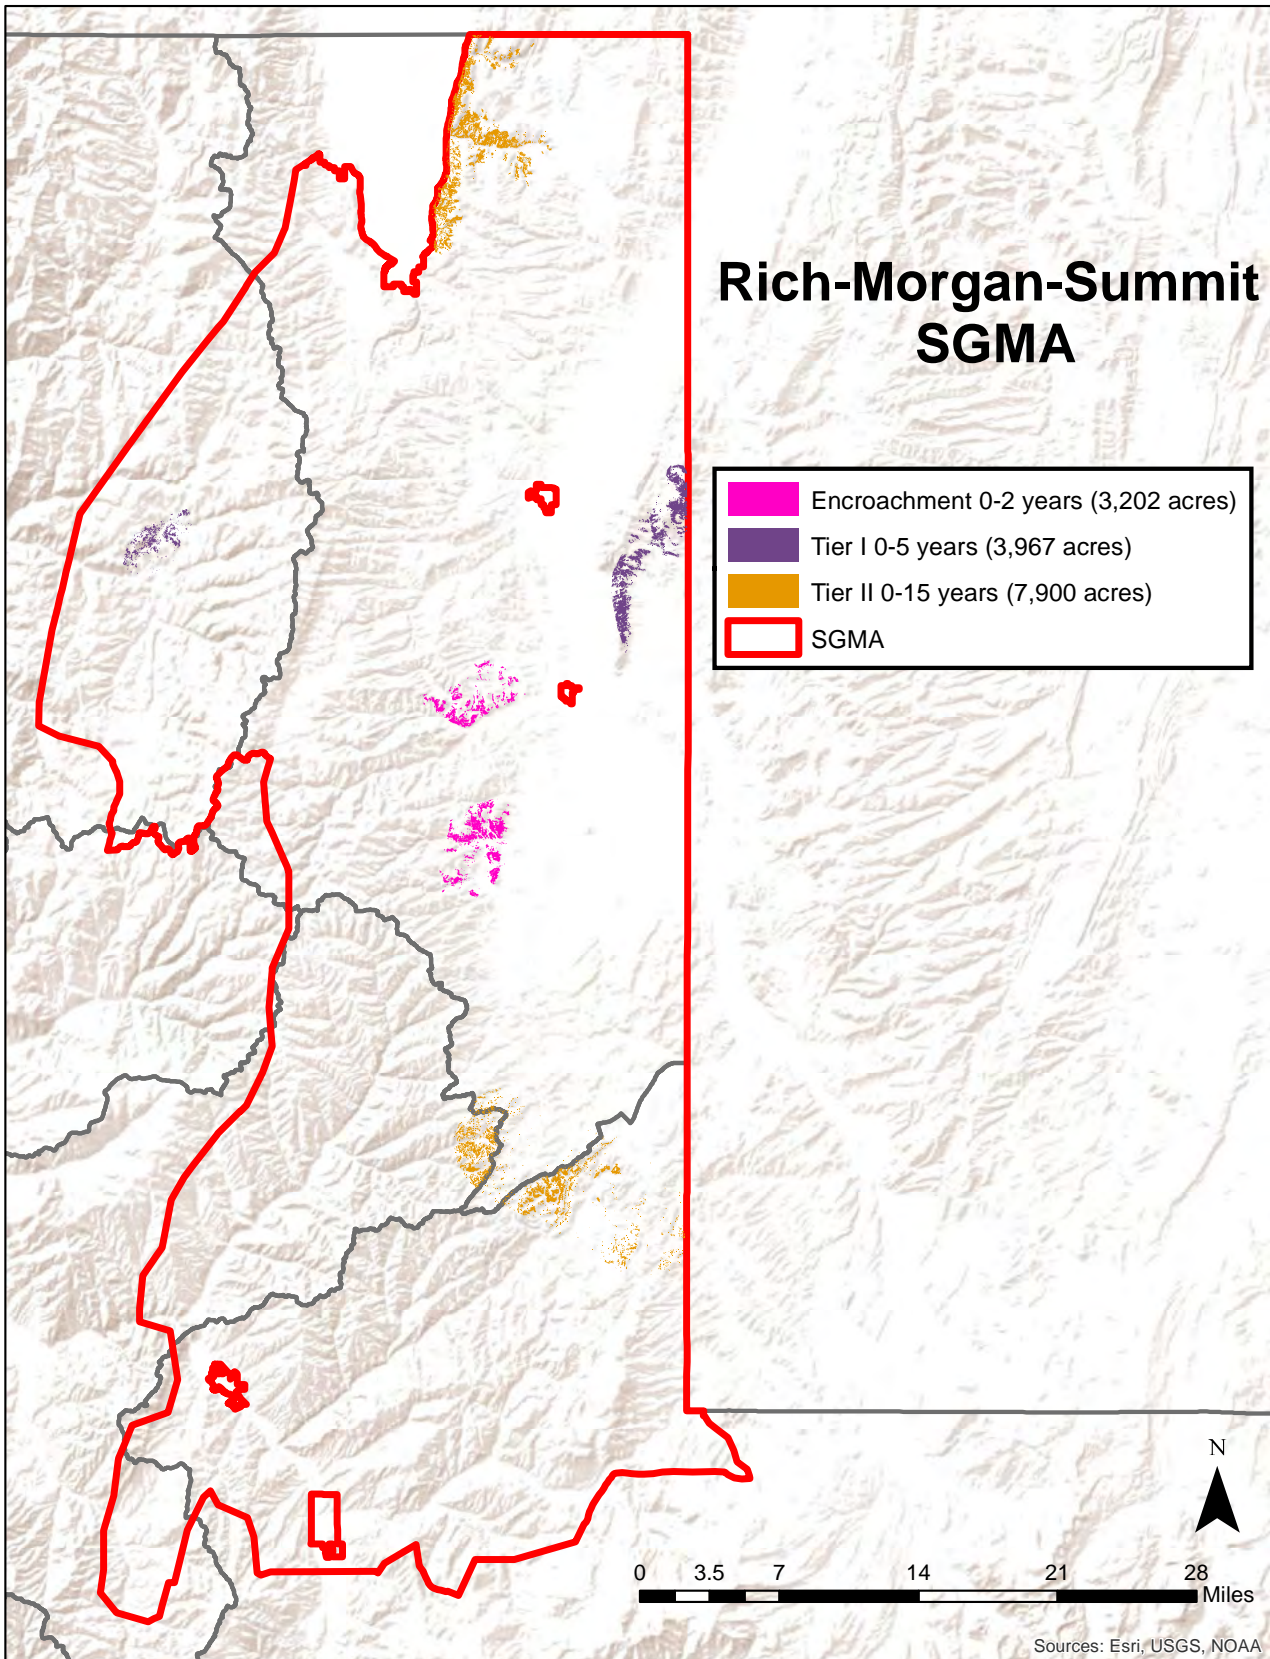 Rich-Morgan-Summit
SGMA
Encroachment 0-2 years (3,202 acres)
Tier I 0-5 years (3,967 acres)
Tier II 0-15 years (7,900 acres)
SGMA
N
0 3.5 7 14 21 28
Miles
Sources: Esri, USGS, NOAA